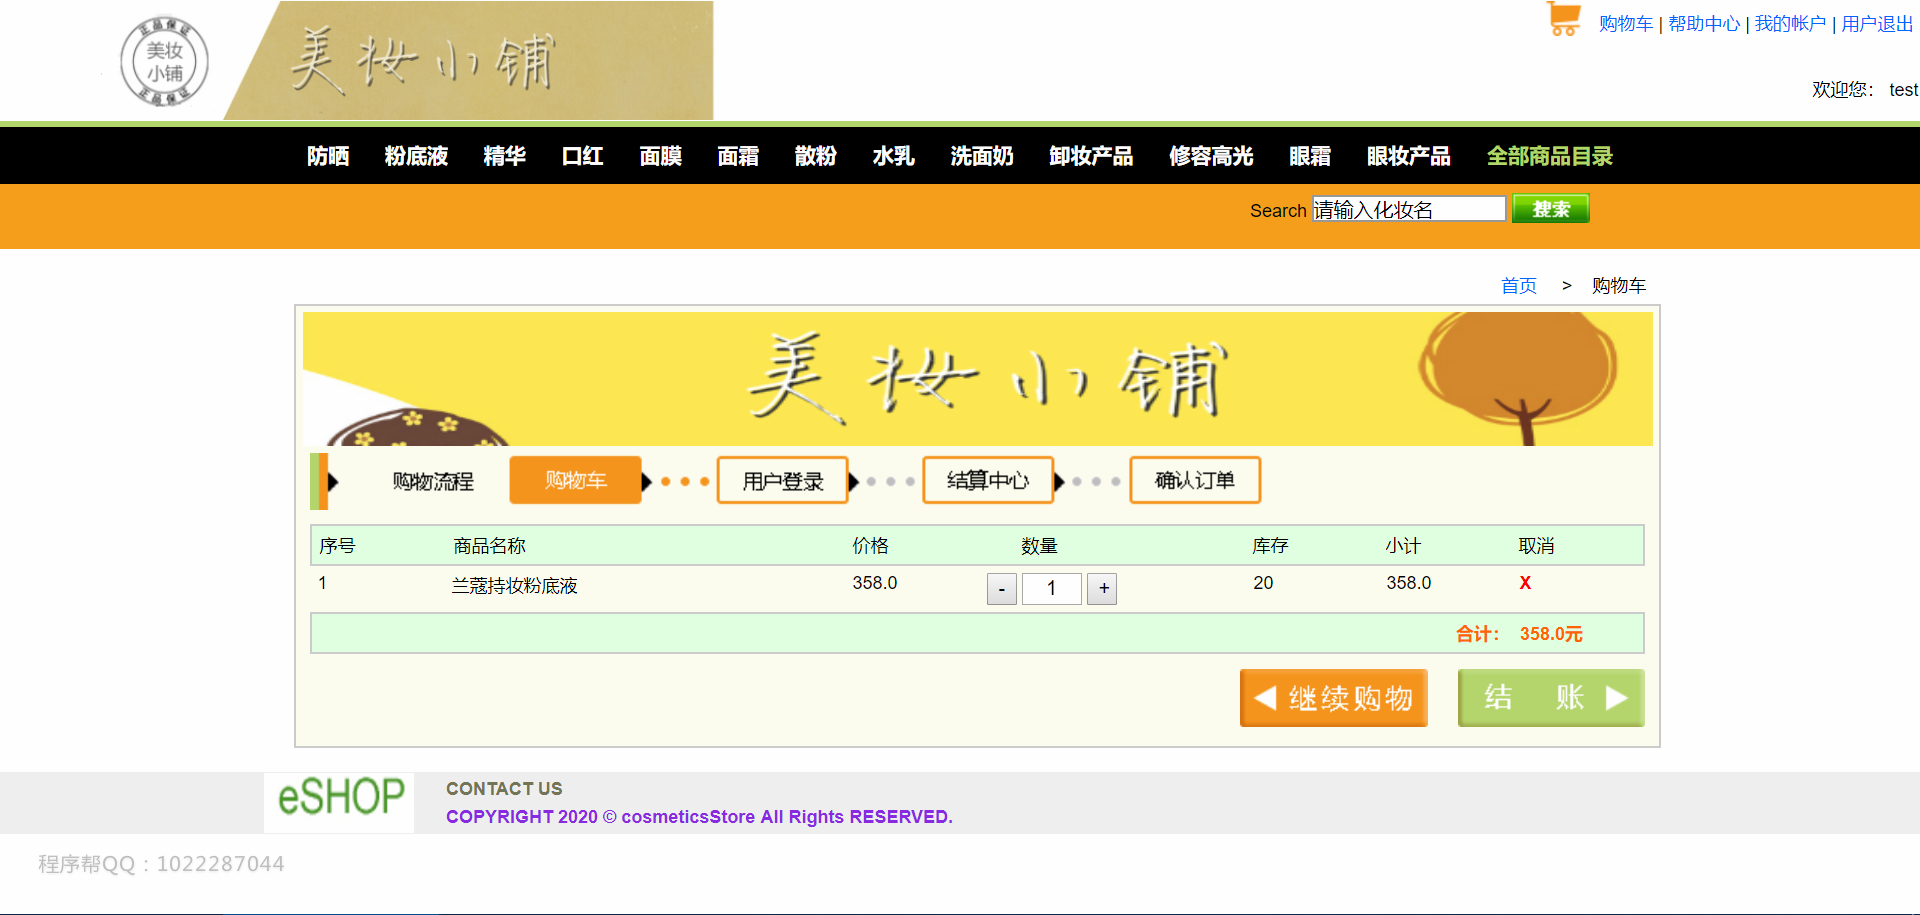 正品保证
美妆
小铺
正品保证
美妆小铺
购物车 | 帮助中心 | 我的帐户 | 用户退出
欢迎您： test
防晒 粉底液 精华 口红 面膜 面霜 散粉 水乳 洗面奶 卸妆产品 修容高光 眼霜 眼妆产品 全部商品目录
Search 请输入化妆名 搜索
首页 > 购物车
美妆小铺
购物流程 购物车 用户登录 结算中心 确认订单
序号 商品名称 价格 数量 库存 小计 取消
1 兰蔻持妆粉底液 358.0 - 1 + 20 358.0 X
合计： 358.0元
继续购物 结 账
eSHOP
CONTACT US
COPYRIGHT 2020 © cosmeticsStore All Rights RESERVED.
程序帮QQ：1022287044